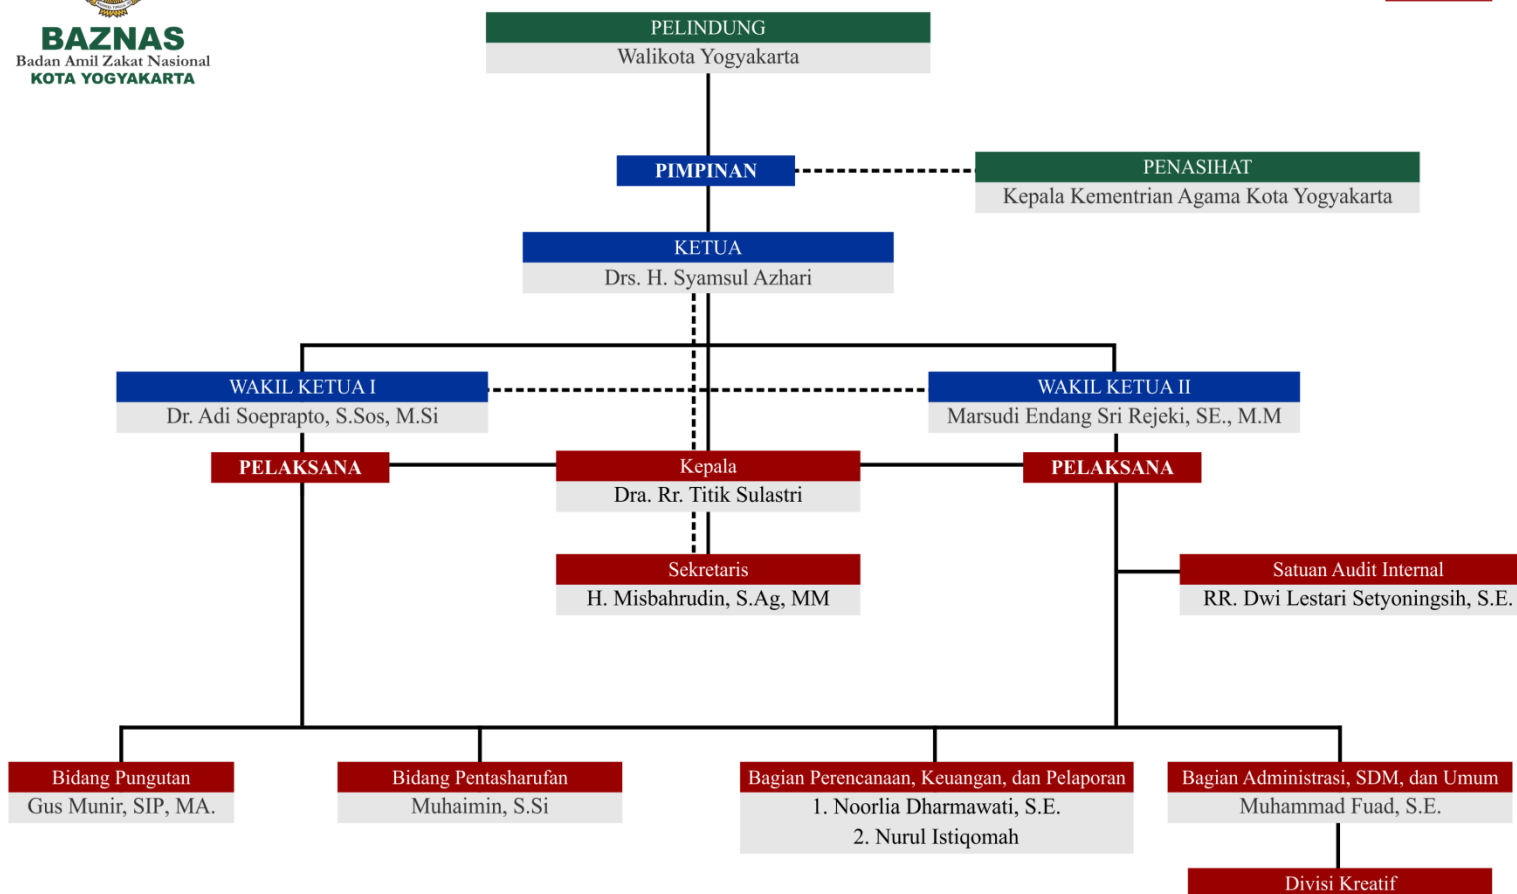 BAZNAS
Badan Amil Zakat Nasional
KOTA YOGYAKARTA
PELINDUNG
Walikota Yogyakarta
PIMPINAN
PENASIHAT
Kepala Kementrian Agama Kota Yogyakarta
KETUA
Drs. H. Syamsul Azhari
WAKIL KETUA I
Dr. Adi Soeprapto, S.Sos, M.Si
WAKIL KETUA II
Marsudi Endang Sri Rejeki, SE., M.M
PELAKSANA
Kepala
Dra. Rr. Titik Sulastri
PELAKSANA
Sekretaris
H. Misbahrudin, S.Ag, MM
Satuan Audit Internal
RR. Dwi Lestari Setyoningsih, S.E.
Bidang Pungutan
Gus Munir, SIP, MA.
Bidang Pentasharufan
Muhaimin, S.Si
Bagian Perencanaan, Keuangan, dan Pelaporan
1. Noorlia Dharmawati, S.E.
2. Nurul Istiqomah
Bagian Administrasi, SDM, dan Umum
Muhammad Fuad, S.E.
Divisi Kreatif